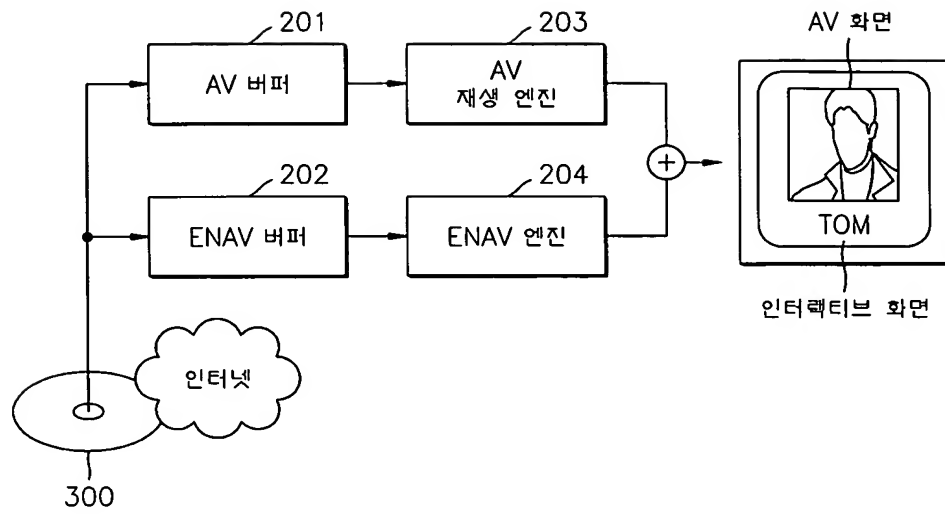 201
203
AV 화면
AV 버퍼
AV
재생 엔진
202
204
ENAV 버퍼
ENAV 엔진
TOM
인터랙티브 화면
인터넷
300